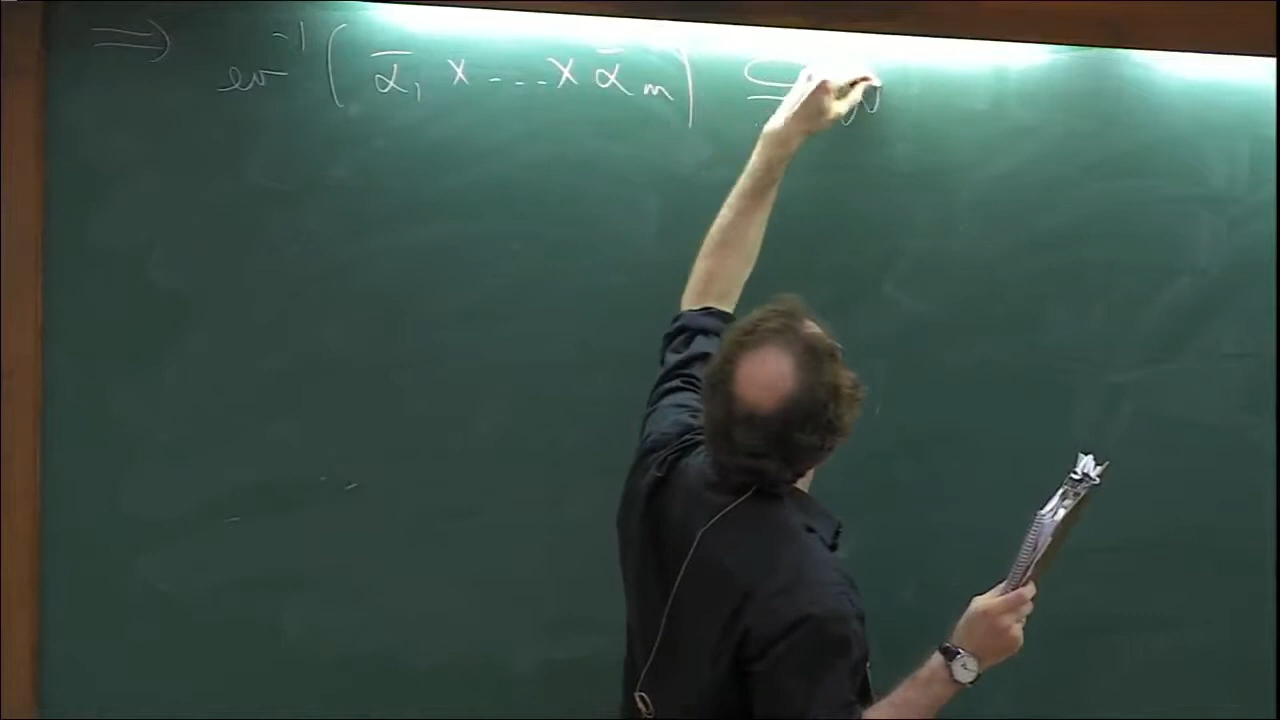 ⇒ ev⁻¹ ( ᾱ₁ × --- × ᾱₘ ) ⊆